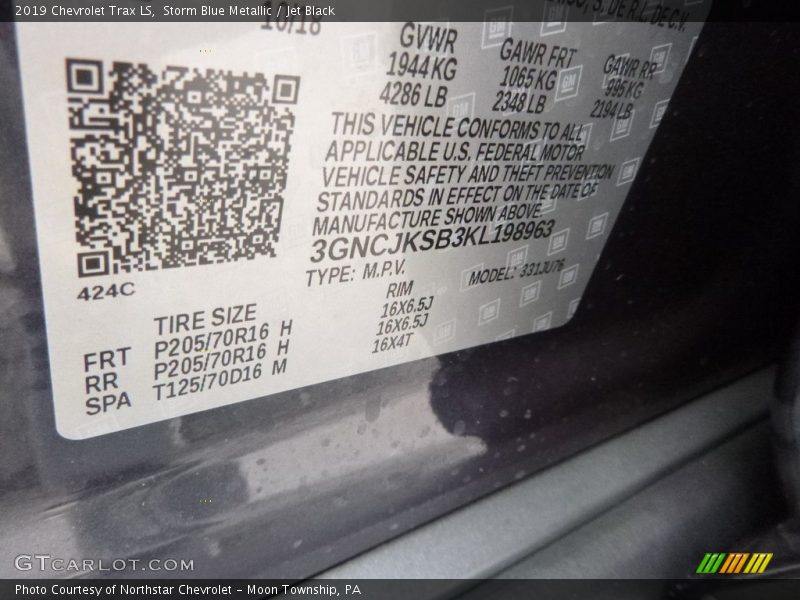 2019 Chevrolet Trax LS, Storm Blue Metallic / Jet Black
10/18
GVWR GAWR FRT GAWR RR
1944 KG 1065 KG 995 KG
4286 LB 2348 LB 2194 LB
THIS VEHICLE CONFORMS TO ALL
APPLICABLE U.S. FEDERAL MOTOR
VEHICLE SAFETY AND THEFT PREVENTION
STANDARDS IN EFFECT ON THE DATE OF
MANUFACTURE SHOWN ABOVE.
3GNCJKSB3KL198963
TYPE: M.P.V. MODEL: 331JU76
424C
TIRE SIZE RIM
FRT P205/70R16 H 16X6.5J
RR P205/70R16 H 16X6.5J
SPA T125/70D16 M 16X4T
GTCARLOT.COM
Photo Courtesy of Northstar Chevrolet - Moon Township, PA